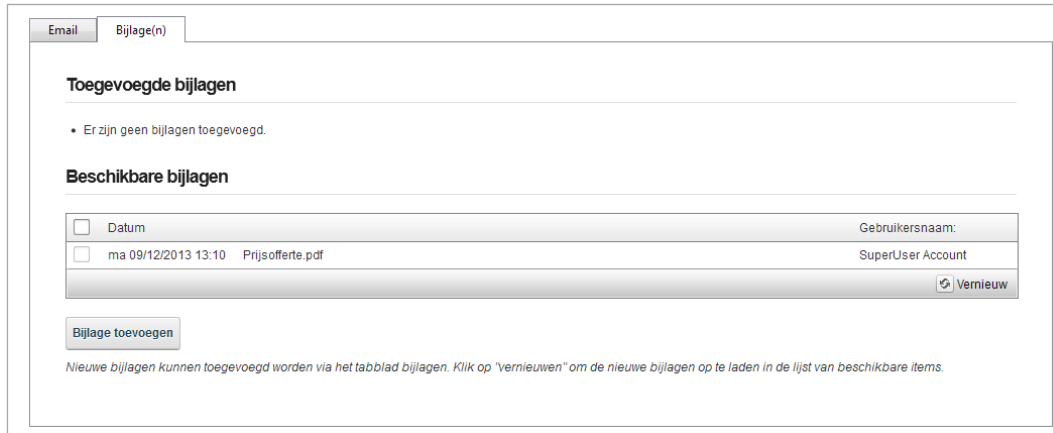 Email Bijlage(n)
Toegevoegde bijlagen
• Er zijn geen bijlagen toegevoegd.
Beschikbare bijlagen
Datum Gebruikersnaam:
ma 09/12/2013 13:10 Prijsofferte.pdf SuperUser Account
Vernieuw
Bijlage toevoegen
Nieuwe bijlagen kunnen toegevoegd worden via het tabblad bijlagen. Klik op "vernieuwen" om de nieuwe bijlagen op te laden in de lijst van beschikbare items.